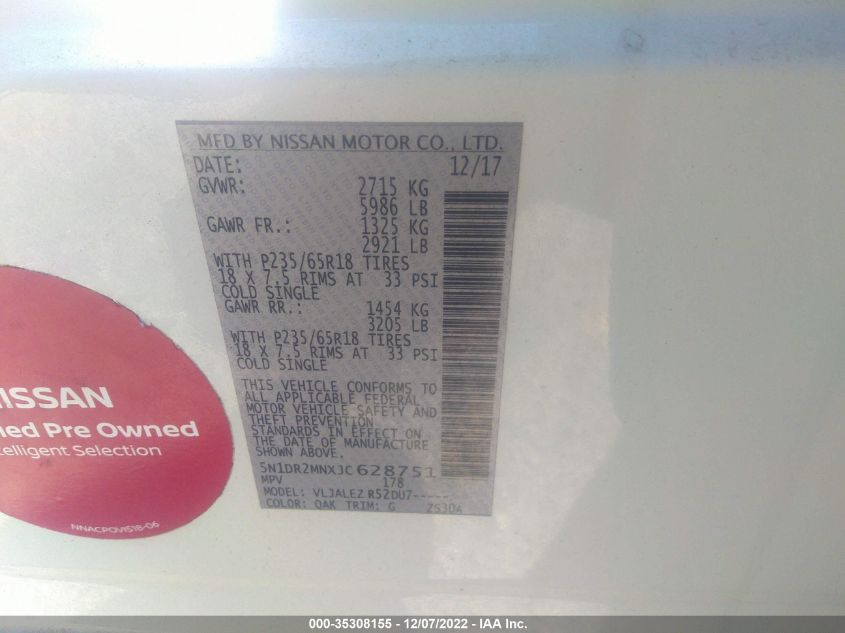 MFD BY NISSAN MOTOR CO., LTD.
DATE: 12/17
GVWR: 2715 KG
5986 LB
GAWR FR.: 1325 KG
2921 LB
WITH P235/65R18 TIRES
18 X 7.5 RIMS AT 33 PSI
COLD SINGLE
GAWR RR.: 1454 KG
3205 LB
WITH P235/65R18 TIRES
18 X 7.5 RIMS AT 33 PSI
COLD SINGLE
THIS VEHICLE CONFORMS TO
ALL APPLICABLE FEDERAL
MOTOR VEHICLE SAFETY AND
THEFT PREVENTION
STANDARDS IN EFFECT ON
THE DATE OF MANUFACTURE
SHOWN ABOVE.
5N1DR2MNXJC628751
MPV 178
MODEL: VLJALEZ R52DU7-----
COLOR: QAK TRIM: G ZS30A
NISSAN
ned Pre Owned
telligent Selection
NNACPOV1518-06
000-35308155 - 12/07/2022 - IAA Inc.